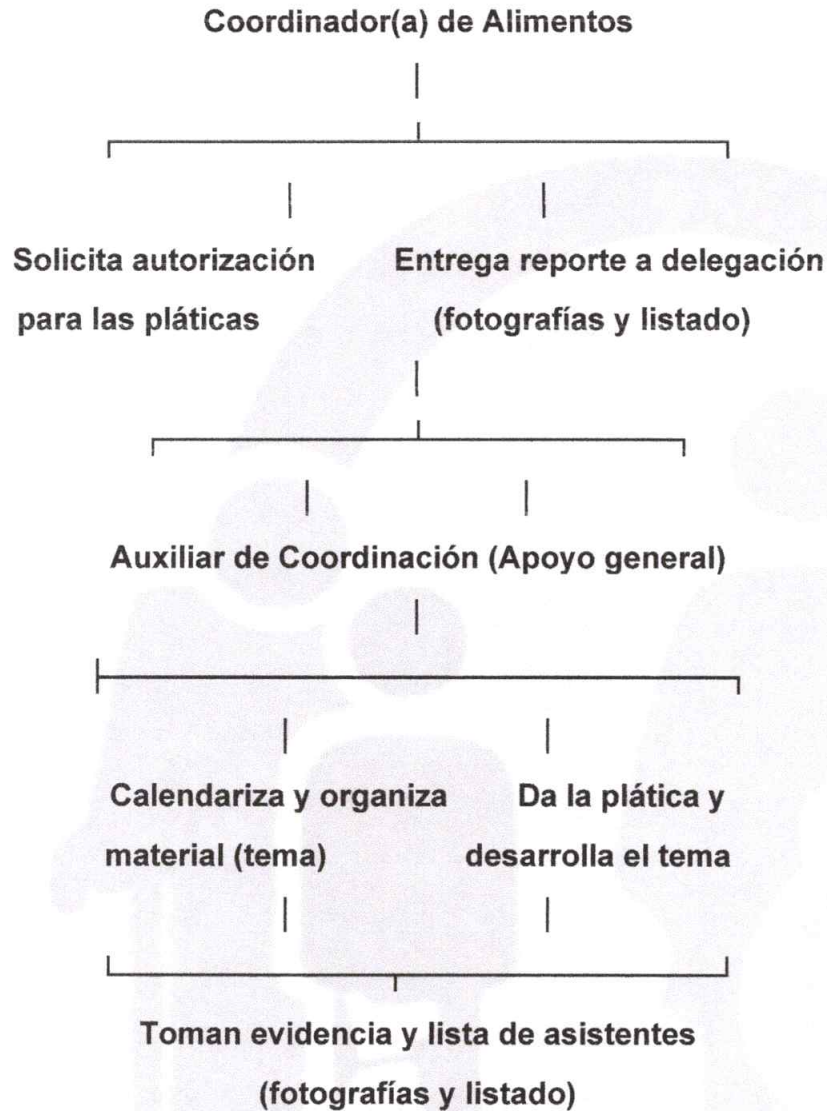 Coordinador(a) de Alimentos
Solicita autorización
para las pláticas
Entrega reporte a delegación
(fotografías y listado)
Auxiliar de Coordinación (Apoyo general)
Calendariza y organiza
material (tema)
Da la plática y
desarrolla el tema
Toman evidencia y lista de asistentes
(fotografías y listado)